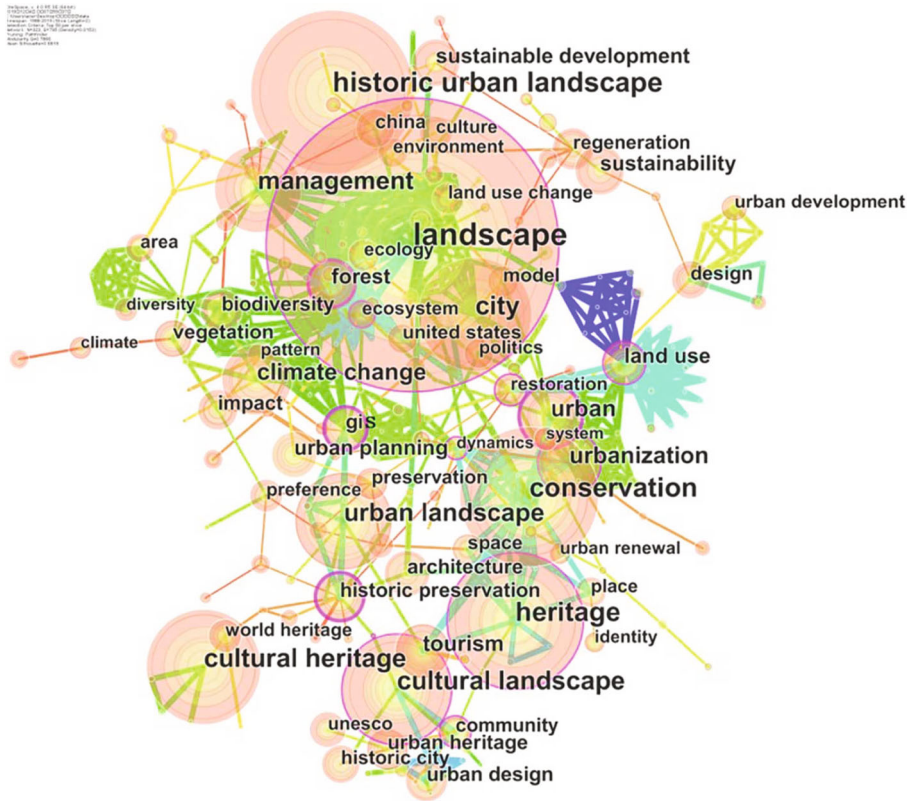 sustainable development
historic urban landscape
china
culture
environment
regeneration
sustainability
management
land use change
urban development
landscape
area
ecology
forest
model
design
diversity
biodiversity
ecosystem
city
climate
vegetation
united states
politics
land use
pattern
climate change
restoration
impact
urban
gis
urban planning
dynamics
system
urbanization
preservation
preference
conservation
urban landscape
space
urban renewal
architecture
historic preservation
place
heritage
world heritage
identity
tourism
cultural heritage
cultural landscape
unesco
community
urban heritage
historic city
urban design